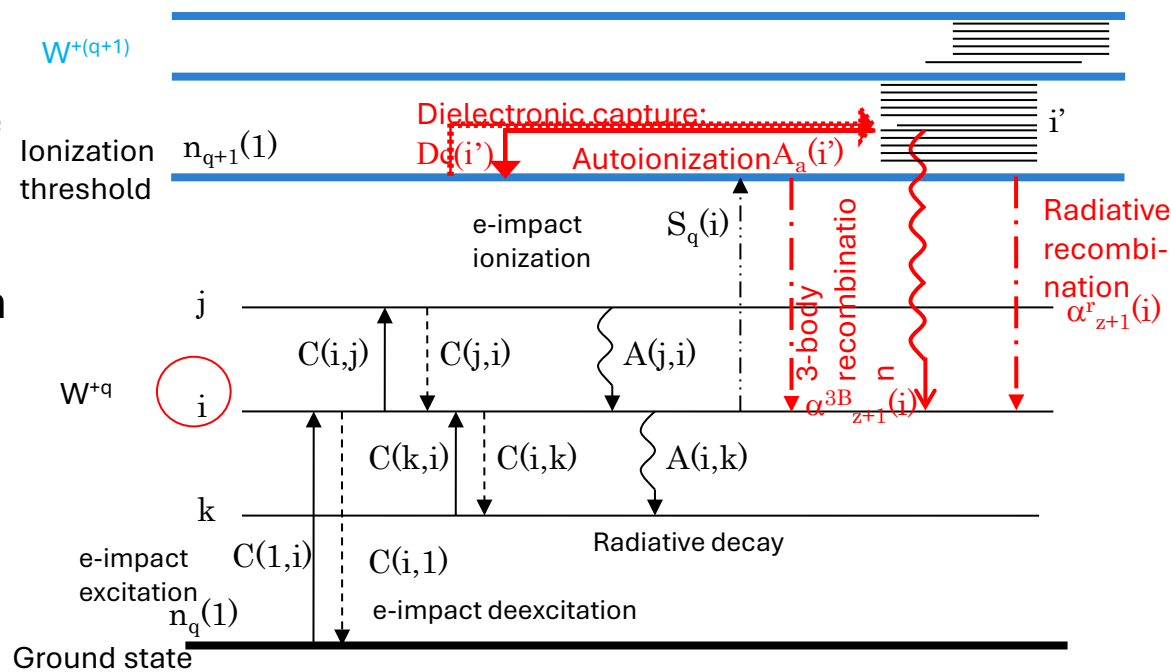 W+(q+1)
Dielectronic capture:
i’
Ionization
threshold
nq+1(1)
Dc(i’)
Autoionization Aa(i’)
e-impact
ionization
Sq(i)
3-body
recombinatio
n
α3Bz+1(i)
Radiative
recombi-
nation
αrz+1(i)
j
C(i,j)
C(j,i)
A(j,i)
W+q
i
C(k,i)
C(i,k)
A(i,k)
k
Radiative decay
e-impact
excitation
C(1,i)
C(i,1)
e-impact deexcitation
nq(1)
Ground state